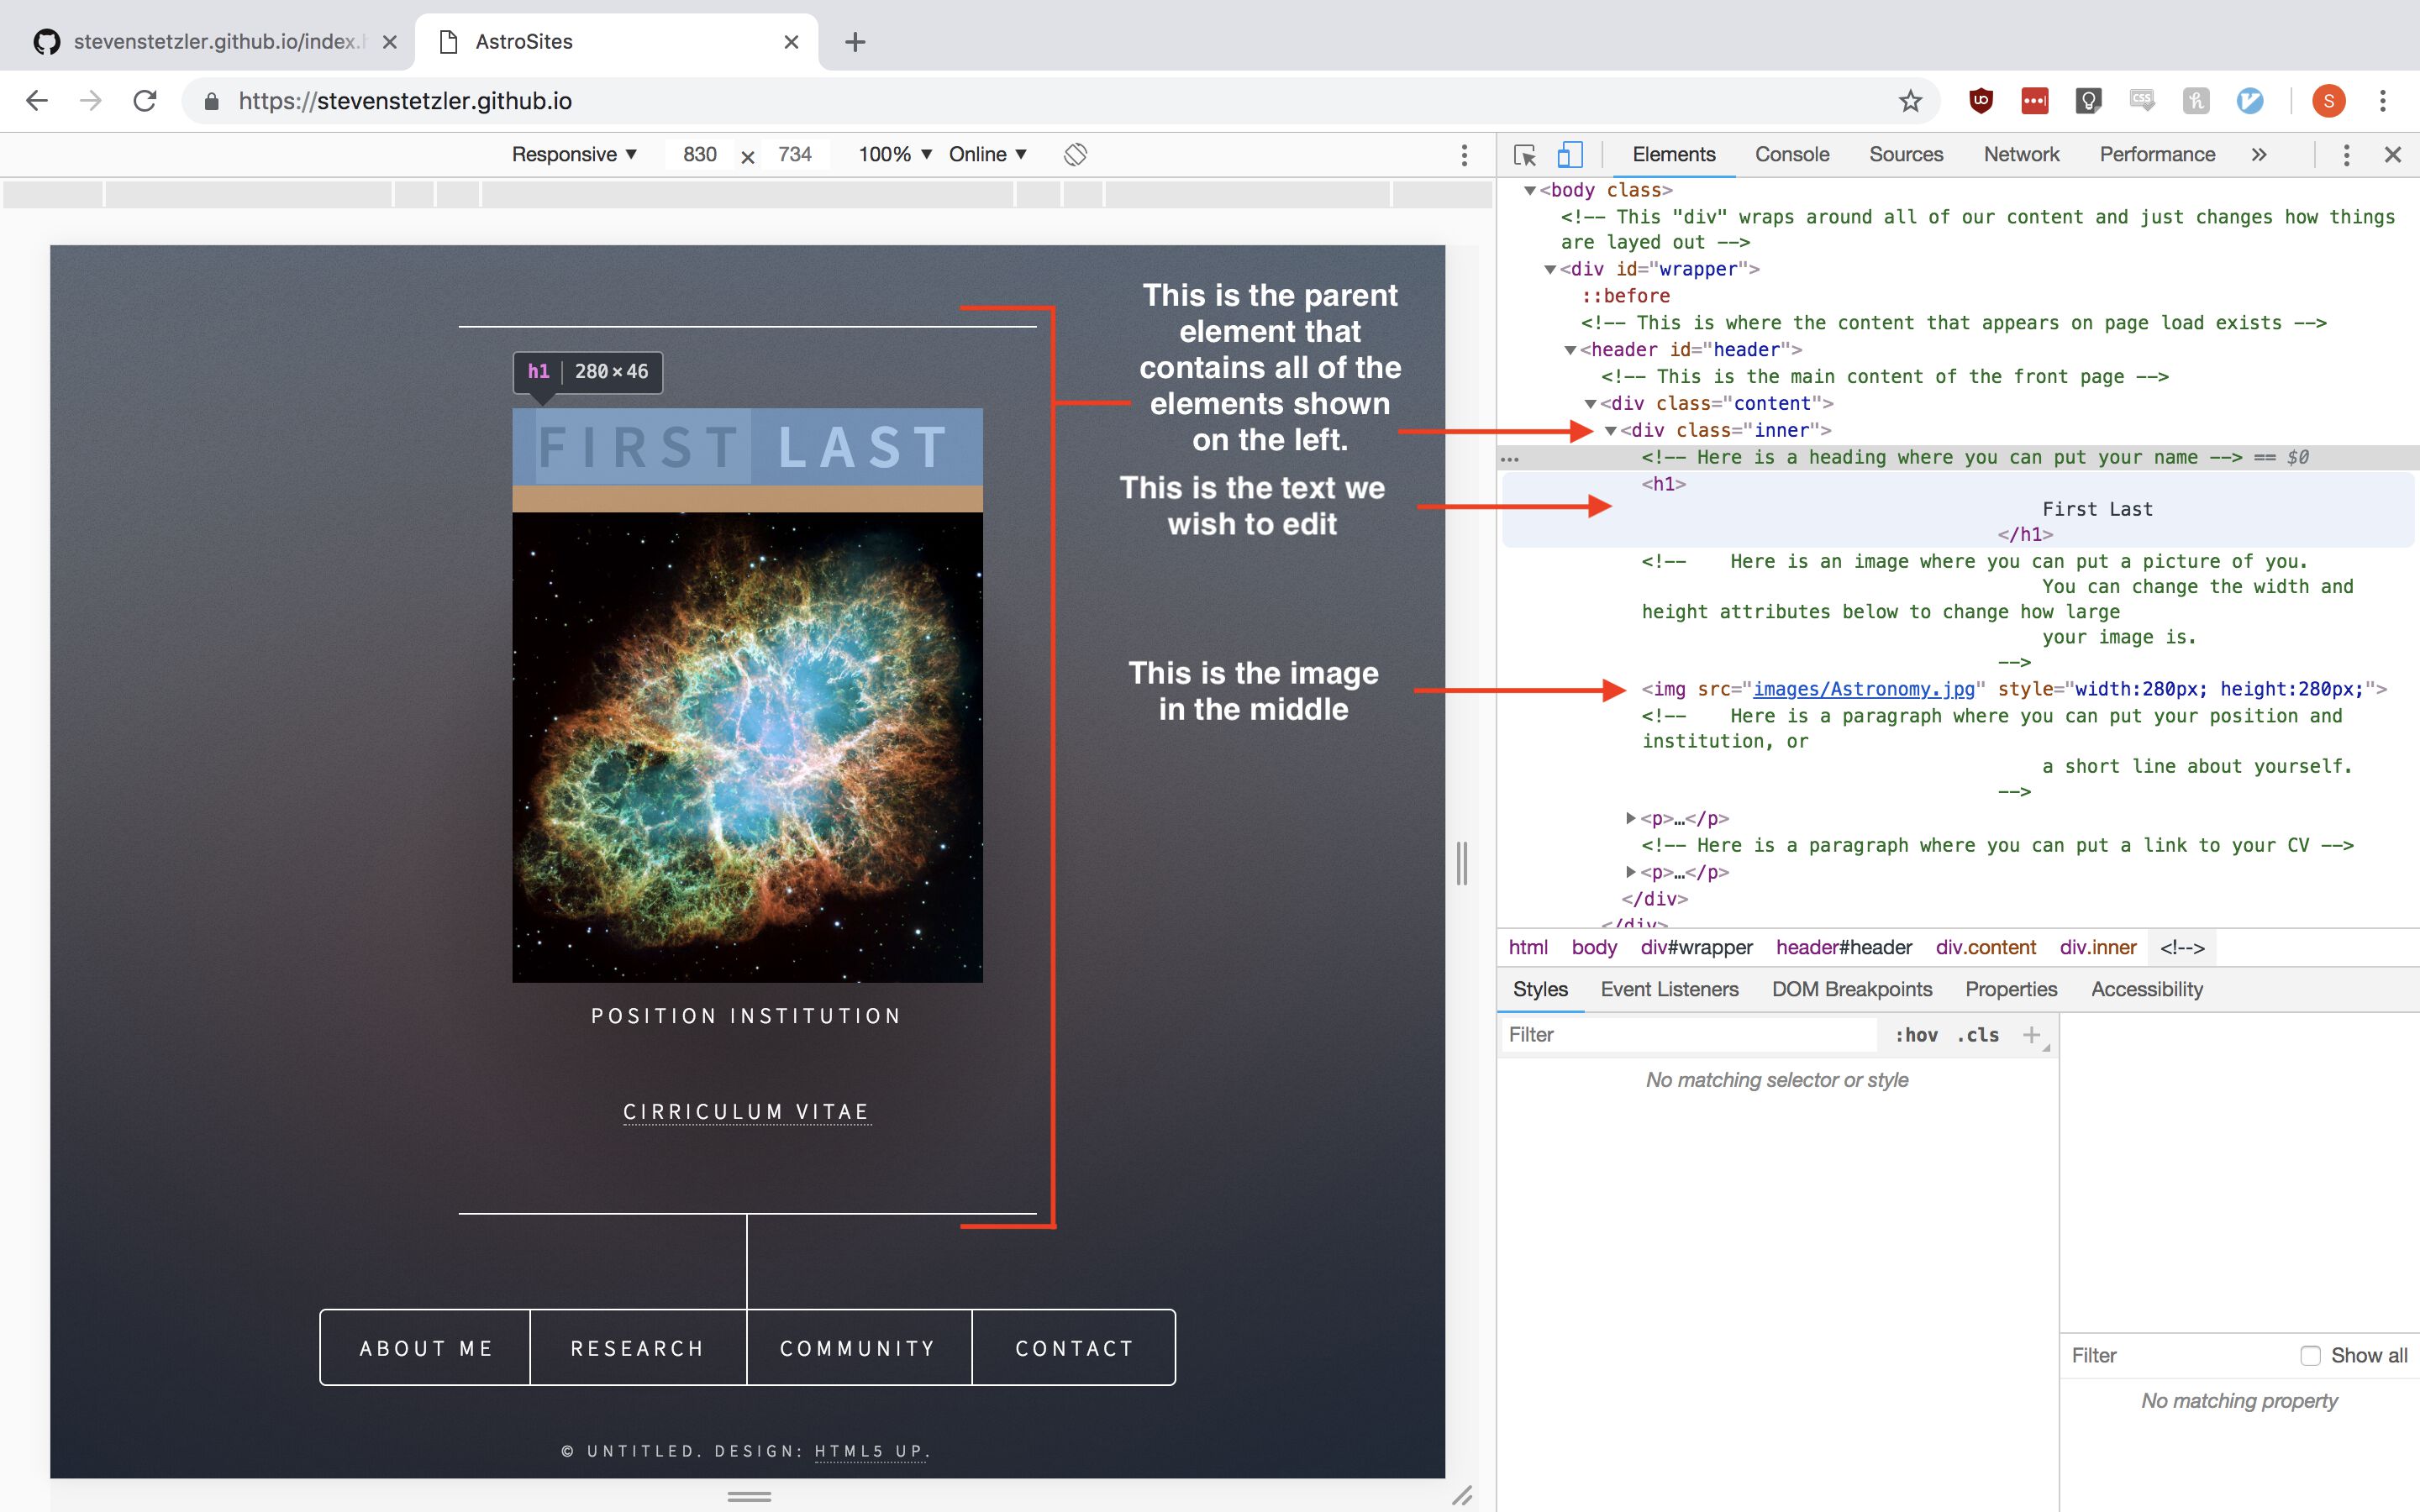 stevenstetzler.github.io/index.h
AstroSites
https://stevenstetzler.github.io
S
Responsive ▼ 830 × 734 100% ▼ Online ▼
Elements Console Sources Network Performance »
This is the parent
element that
contains all of the
elements shown
on the left.
This is the text we
wish to edit
This is the image
in the middle
h1 280×46
FIRST LAST
POSITION INSTITUTION
CIRRICULUM VITAE
ABOUT ME RESEARCH COMMUNITY CONTACT
© UNTITLED. DESIGN: HTML5 UP.
▼<body class>
<!-- This "div" wraps around all of our content and just changes how things
are layed out -->
▼<div id="wrapper">
::before
<!-- This is where the content that appears on page load exists -->
▼<header id="header">
<!-- This is the main content of the front page -->
▼<div class="content">
▼<div class="inner">
… <!-- Here is a heading where you can put your name --> == $0
<h1>
First Last
</h1>
<!-- Here is an image where you can put a picture of you.
You can change the width and
height attributes below to change how large
your image is.
-->
<img src="images/Astronomy.jpg" style="width:280px; height:280px;">
<!-- Here is a paragraph where you can put your position and
institution, or
a short line about yourself.
-->
▶<p>…</p>
<!-- Here is a paragraph where you can put a link to your CV -->
▶<p>…</p>
</div>
</div>
html body div#wrapper header#header div.content div.inner <!-->
Styles Event Listeners DOM Breakpoints Properties Accessibility
Filter :hov .cls +
No matching selector or style
Filter Show all
No matching property